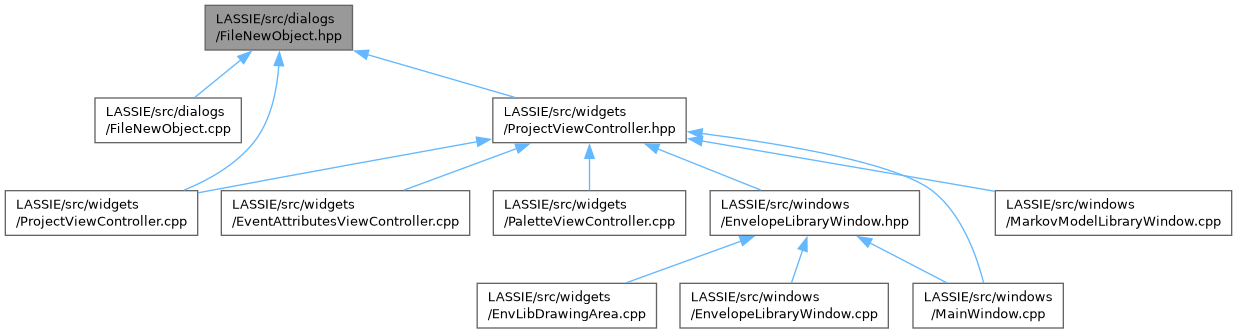 LASSIE/src/dialogs
/FileNewObject.hpp
LASSIE/src/dialogs
/FileNewObject.cpp
LASSIE/src/widgets
/ProjectViewController.hpp
LASSIE/src/widgets
/ProjectViewController.cpp
LASSIE/src/widgets
/EventAttributesViewController.cpp
LASSIE/src/widgets
/PaletteViewController.cpp
LASSIE/src/windows
/EnvelopeLibraryWindow.hpp
LASSIE/src/windows
/MarkovModelLibraryWindow.cpp
LASSIE/src/widgets
/EnvLibDrawingArea.cpp
LASSIE/src/windows
/EnvelopeLibraryWindow.cpp
LASSIE/src/windows
/MainWindow.cpp